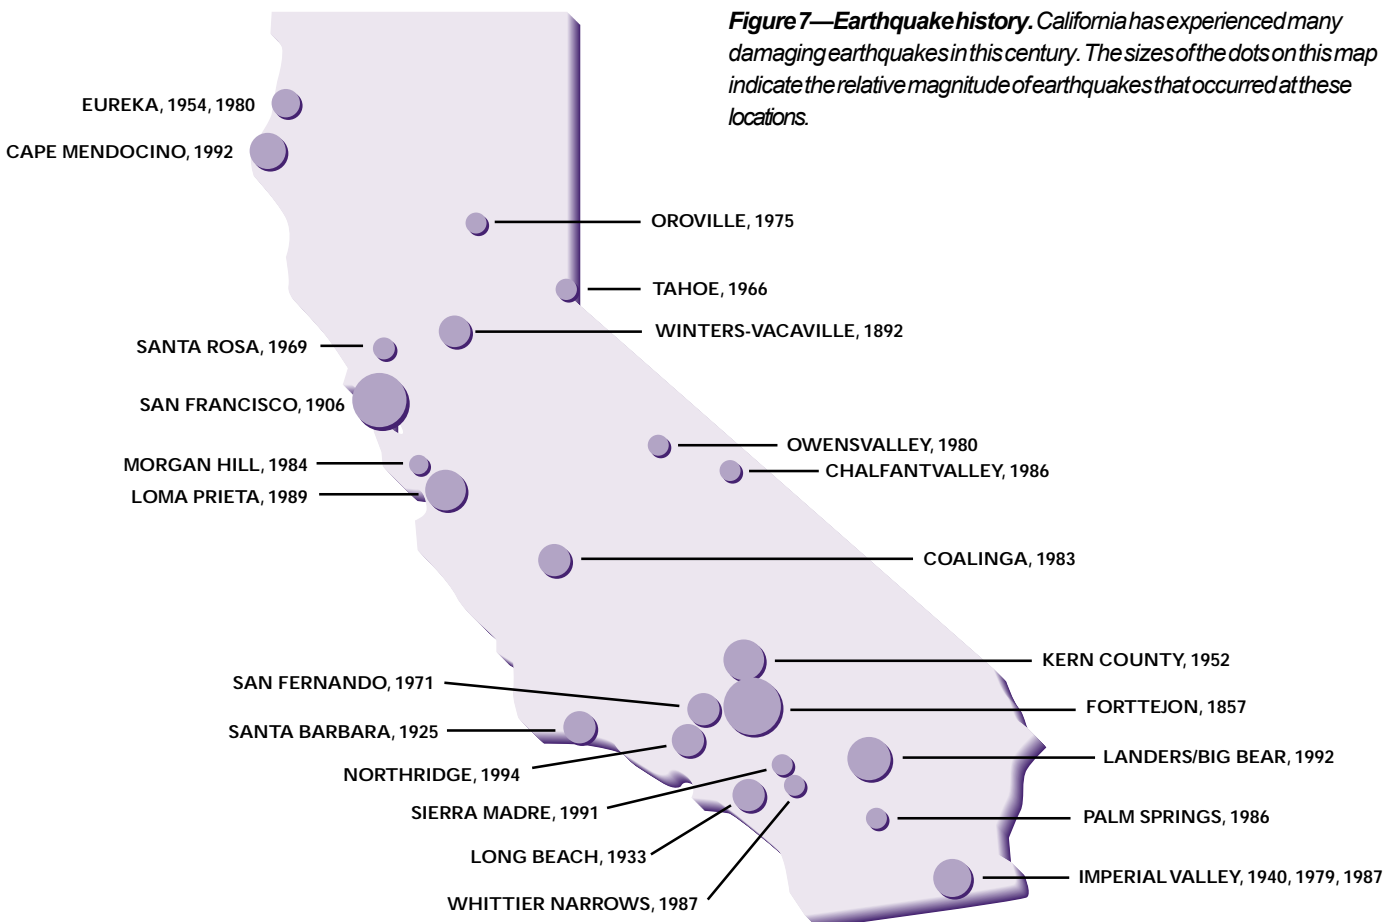 Figure 7—Earthquake history. California has experienced many
damaging earthquakes in this century. The sizes of the dots on this map
indicate the relative magnitude of earthquakes that occurred at these
locations.
EUREKA, 1954, 1980
CAPE MENDOCINO, 1992
OROVILLE, 1975
TAHOE, 1966
WINTERS-VACAVILLE, 1892
SANTA ROSA, 1969
SAN FRANCISCO, 1906
OWENSVALLEY, 1980
MORGAN HILL, 1984
CHALFANTVALLEY, 1986
LOMA PRIETA, 1989
COALINGA, 1983
KERN COUNTY, 1952
SAN FERNANDO, 1971
FORTTEJON, 1857
SANTA BARBARA, 1925
LANDERS/BIG BEAR, 1992
NORTHRIDGE, 1994
SIERRA MADRE, 1991
PALM SPRINGS, 1986
LONG BEACH, 1933
IMPERIAL VALLEY, 1940, 1979, 1987
WHITTIER NARROWS, 1987